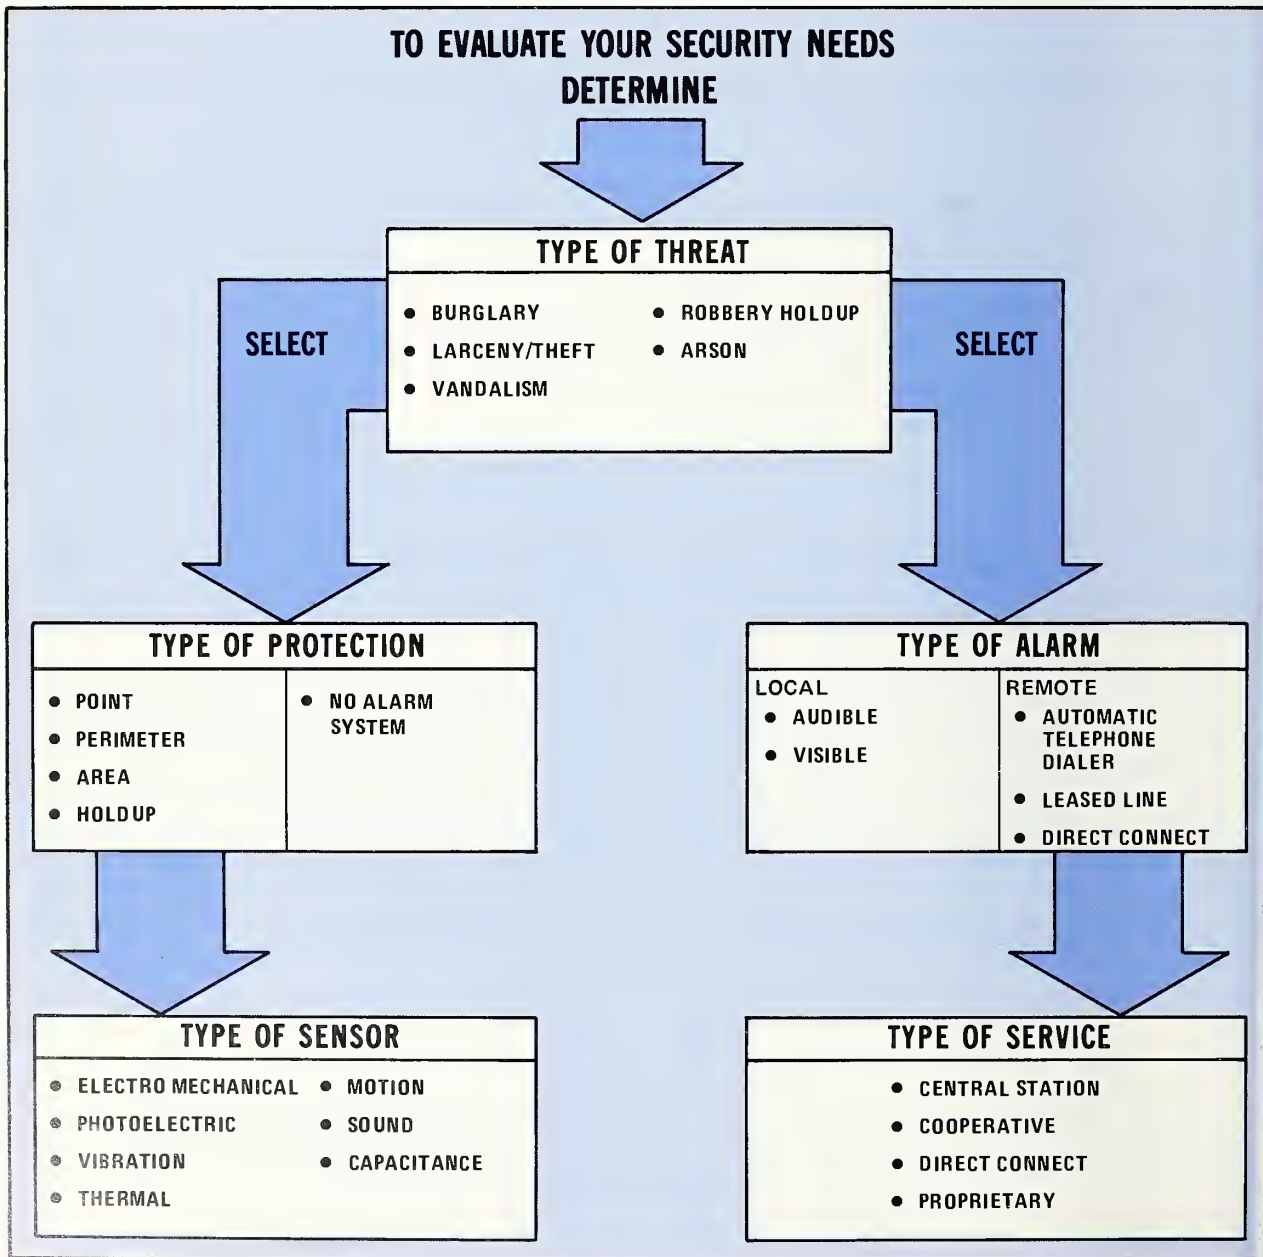 TO EVALUATE YOUR SECURITY NEEDS
DETERMINE
TYPE OF THREAT
• BURGLARY
• LARCENY/THEFT
• VANDALISM
• ROBBERY HOLDUP
• ARSON
SELECT
SELECT
TYPE OF PROTECTION
• POINT
• PERIMETER
• AREA
• HOLDUP
• NO ALARM
SYSTEM
TYPE OF ALARM
LOCAL
• AUDIBLE
• VISIBLE
REMOTE
• AUTOMATIC
TELEPHONE
DIALER
• LEASED LINE
• DIRECT CONNECT
TYPE OF SENSOR
• ELECTRO MECHANICAL
• PHOTOELECTRIC
• VIBRATION
• THERMAL
• MOTION
• SOUND
• CAPACITANCE
TYPE OF SERVICE
• CENTRAL STATION
• COOPERATIVE
• DIRECT CONNECT
• PROPRIETARY